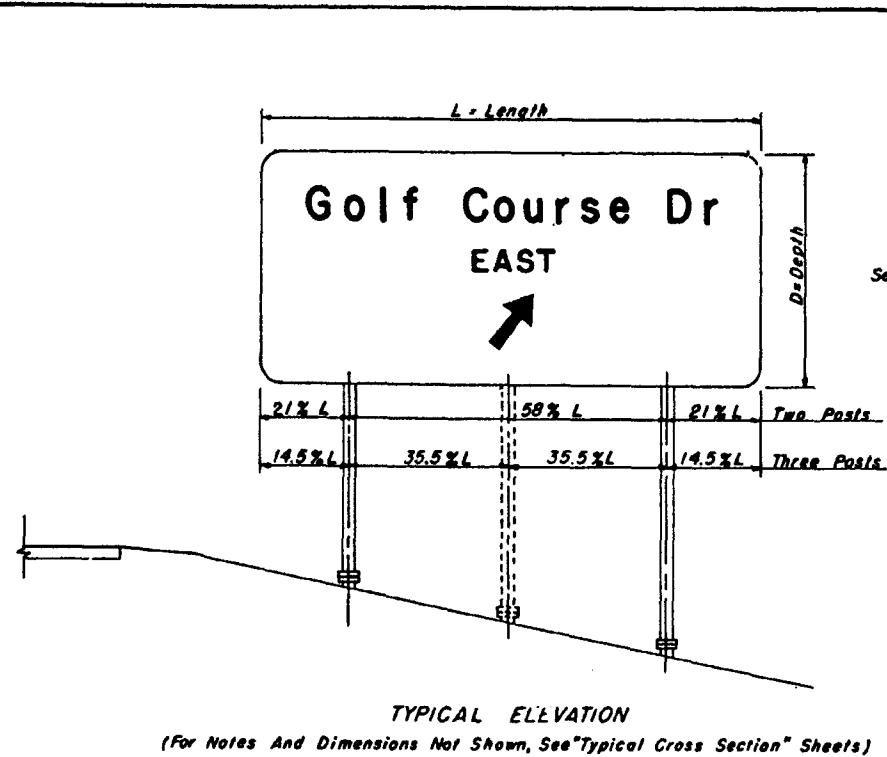 L = Length
Golf Course Dr
EAST
D=Depth
Se
21% L 58% L 21% L Two Posts
14.5% L 35.5% L 35.5% L 14.5% L Three Posts
TYPICAL ELEVATION
(For Notes And Dimensions Not Shown, See "Typical Cross Section" Sheets)